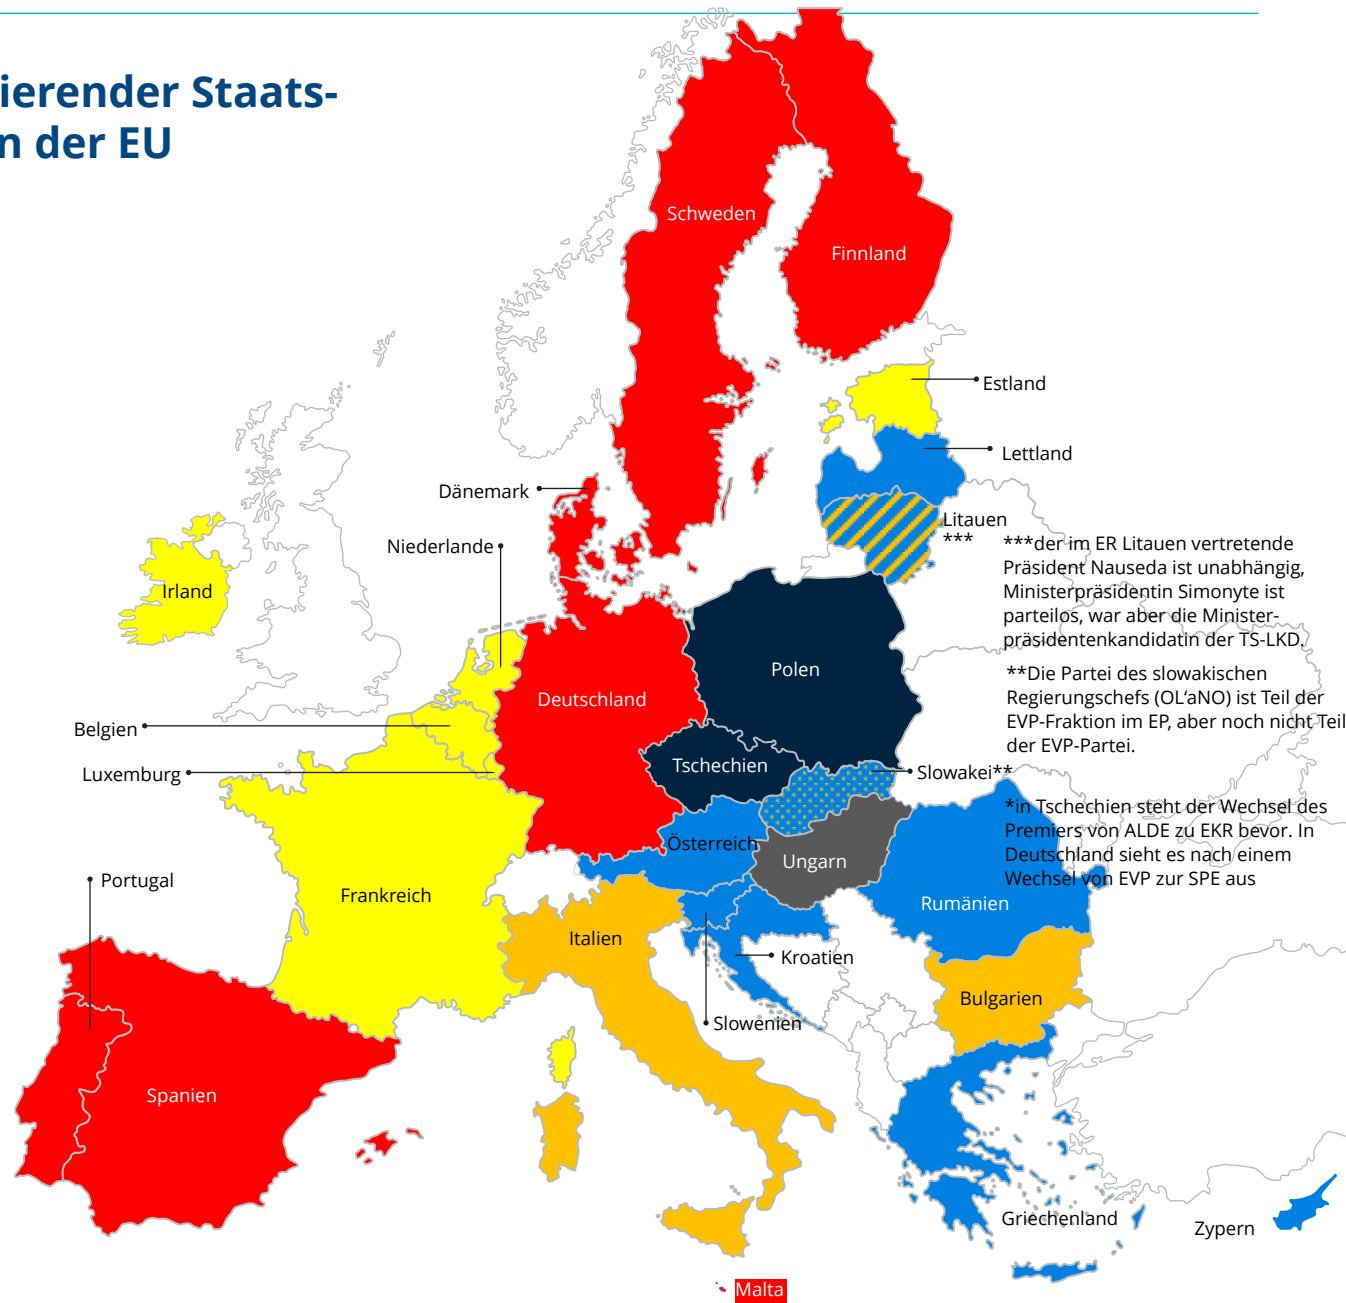 ierender Staats-
n der EU
Schweden
Finnland
Estland
Lettland
Dänemark
Litauen
***
Niederlande
***der im ER Litauen vertretende
Präsident Nauseda ist unabhängig,
Ministerpräsidentin Simonyte ist
parteilos, war aber die Minister-
präsidentenkandidatin der TS-LKD.
Irland
Polen
**Die Partei des slowakischen
Regierungschefs (OL‘aNO) ist Teil der
EVP-Fraktion im EP, aber noch nicht Teil
der EVP-Partei.
Deutschland
Belgien
Luxemburg
Tschechien
Slowakei**
*in Tschechien steht der Wechsel des
Premiers von ALDE zu EKR bevor. In
Deutschland sieht es nach einem
Wechsel von EVP zur SPE aus
Österreich
Ungarn
Portugal
Frankreich
Rumänien
Italien
Kroatien
Bulgarien
Slowenien
Spanien
Griechenland
Zypern
Malta